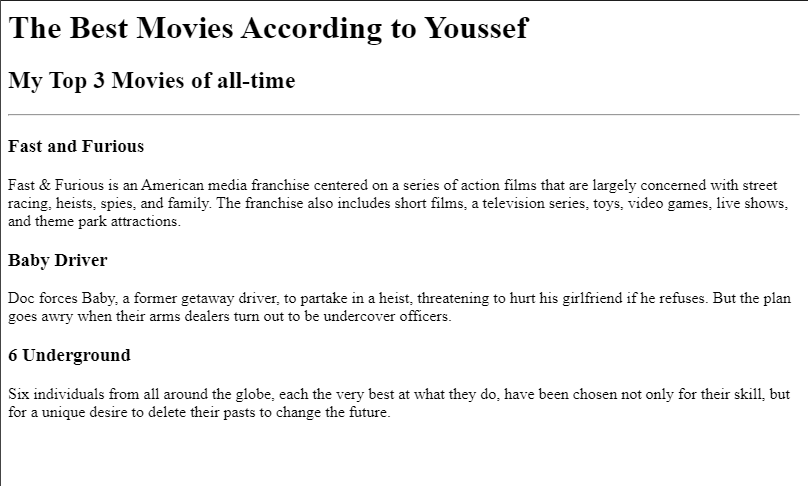 The Best Movies According to Youssef
My Top 3 Movies of all-time
Fast and Furious
Fast & Furious is an American media franchise centered on a series of action films that are largely concerned with street
racing, heists, spies, and family. The franchise also includes short films, a television series, toys, video games, live shows,
and theme park attractions.
Baby Driver
Doc forces Baby, a former getaway driver, to partake in a heist, threatening to hurt his girlfriend if he refuses. But the plan
goes awry when their arms dealers turn out to be undercover officers.
6 Underground
Six individuals from all around the globe, each the very best at what they do, have been chosen not only for their skill, but
for a unique desire to delete their pasts to change the future.